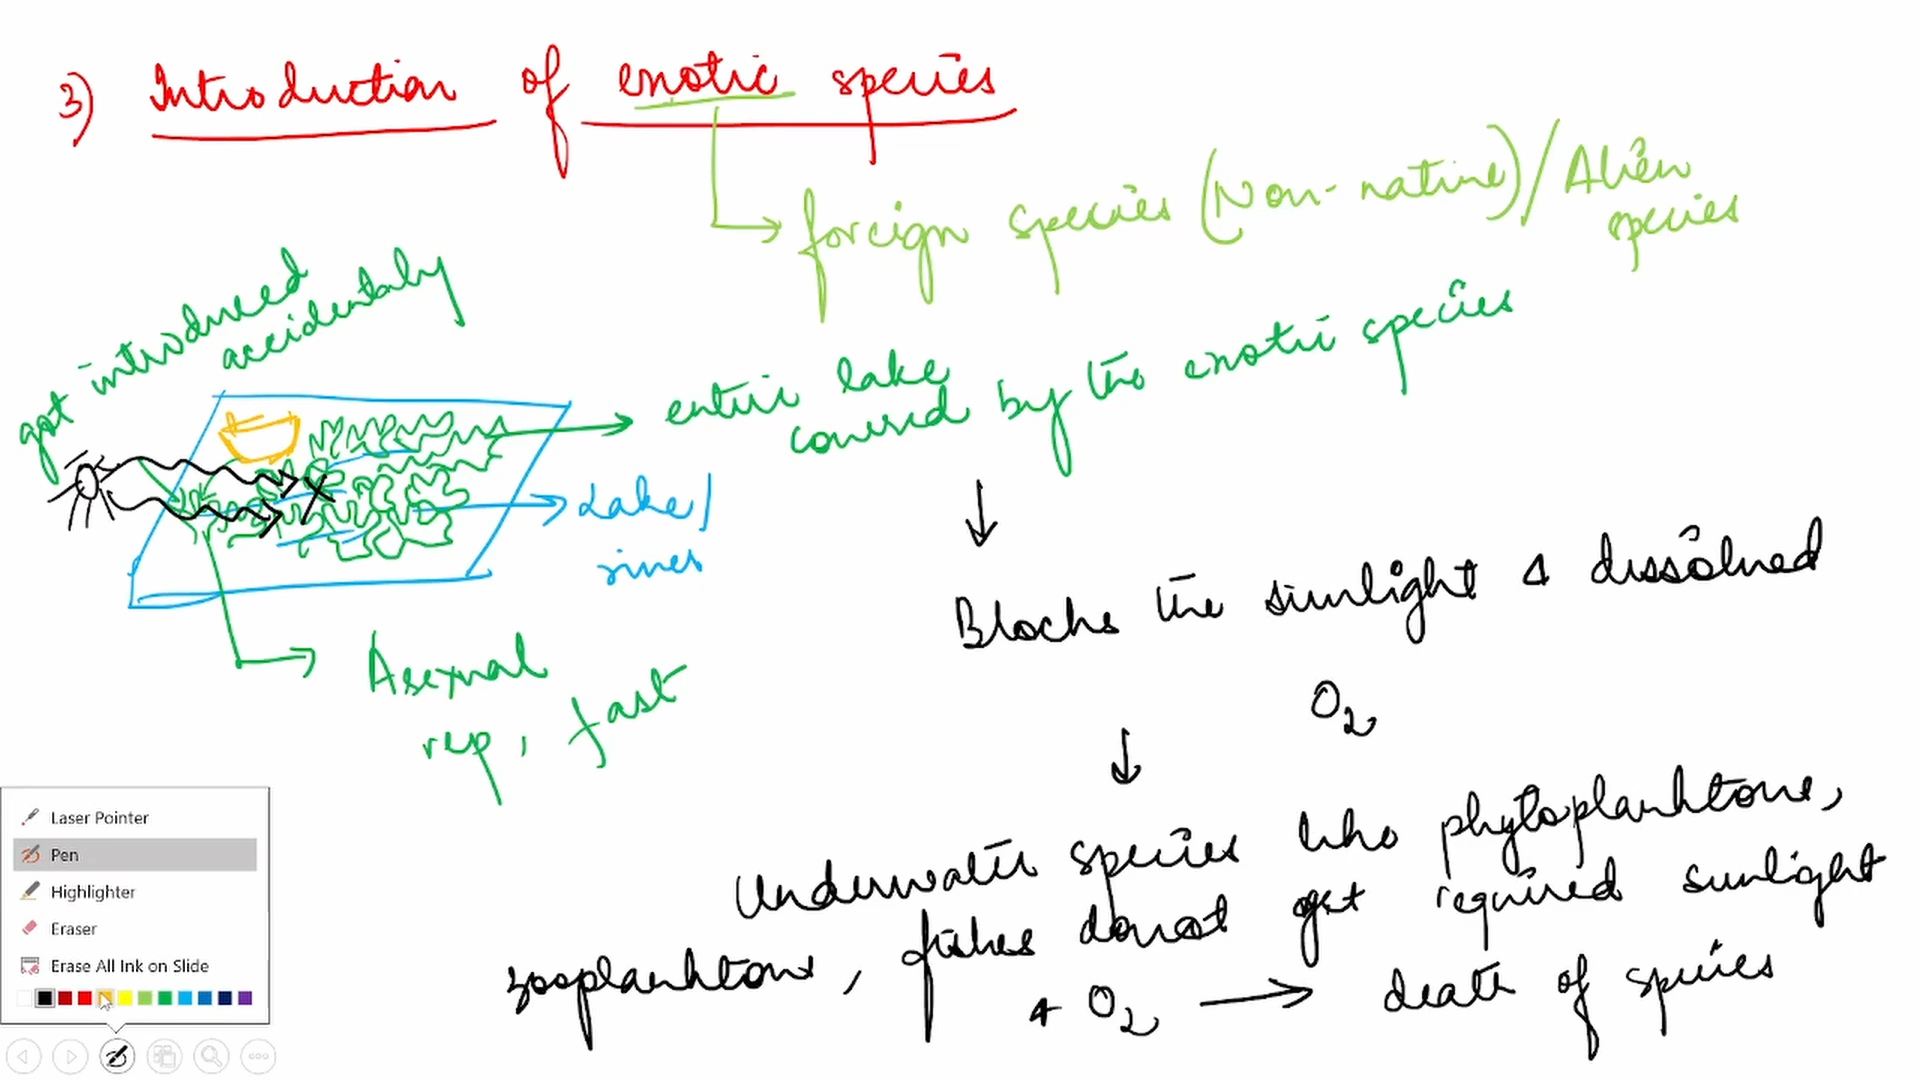 3) Introduction of exotic species
foreign species (Non-native) / Alien
species
got introduced
accidentaly
entire lake
covered by the exotic species
Lake/
rives
Asexual
rep, fast
Blocks the sunlight & dissolved
O2
Underwater species like phytoplanktons,
zooplanktons, fishes donot get required sunlight
& O2 → death of species
Laser Pointer
Pen
Highlighter
Eraser
Erase All Ink on Slide